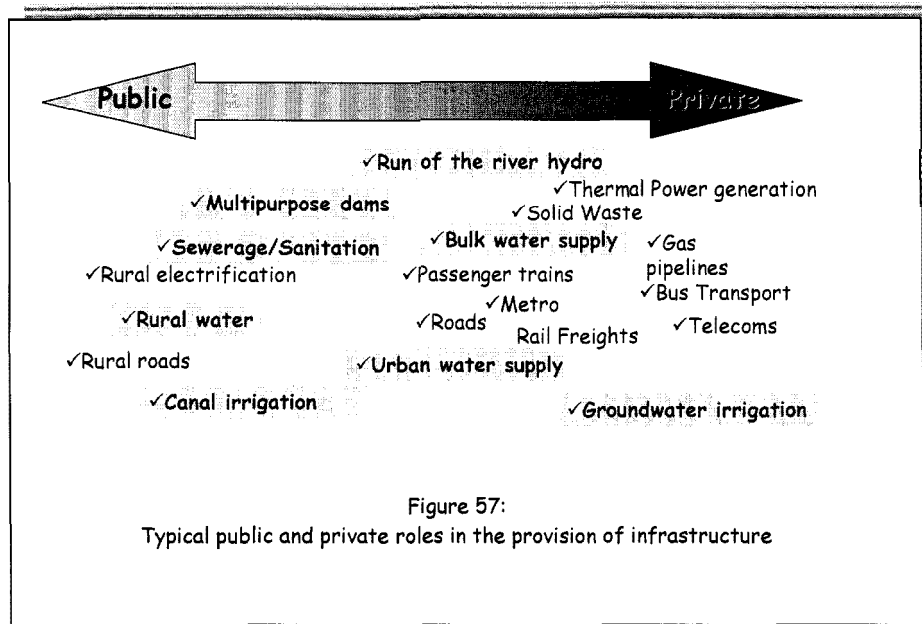 Public
Private
✓Run of the river hydro
✓Thermal Power generation
✓Multipurpose dams
✓Solid Waste
✓Sewerage/Sanitation
✓Bulk water supply
✓Gas
pipelines
✓Rural electrification
✓Passenger trains
✓Bus Transport
✓Metro
✓Rural water
✓Roads
Rail Freights
✓Telecoms
✓Rural roads
✓Urban water supply
✓Canal irrigation
✓Groundwater irrigation
Figure 57:
Typical public and private roles in the provision of infrastructure